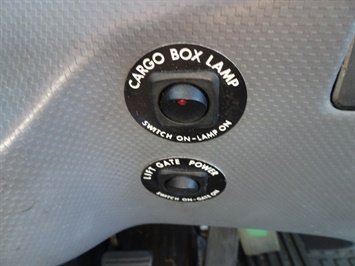 CARGO BOX LAMP
SWITCH ON-LAMP ON
LIFT GATE POWER
SWITCH ON-GATE ON